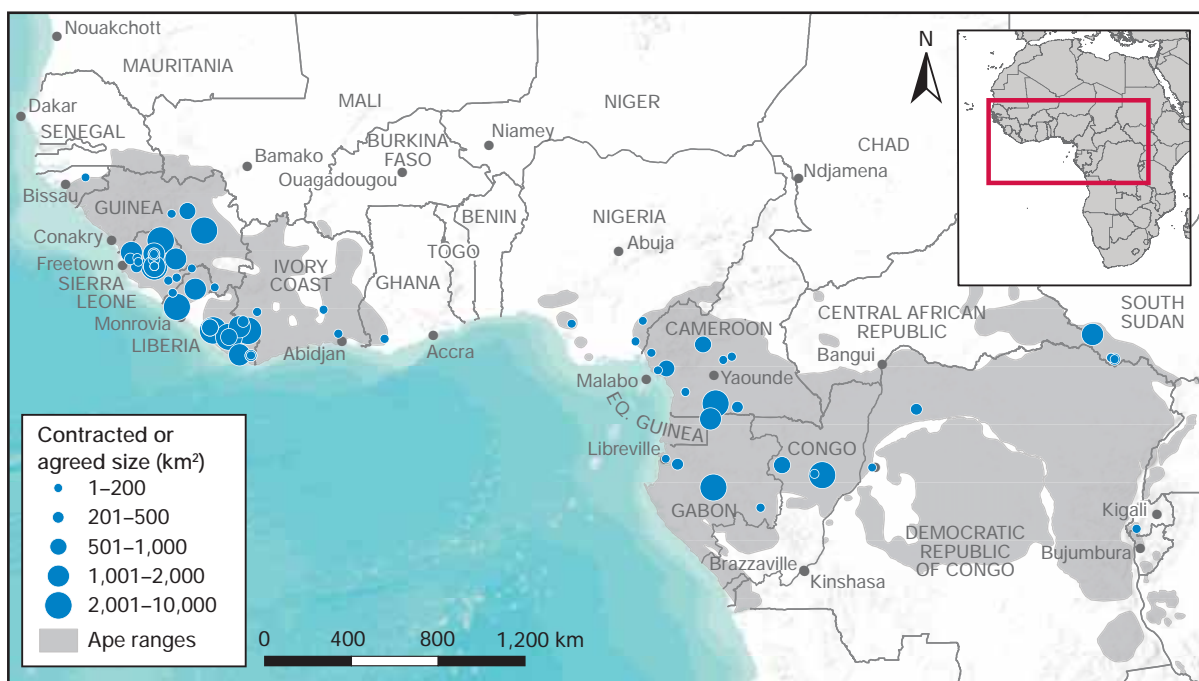 Nouakchott
MAURITANIA
Dakar
SENEGAL
MALI
NIGER
CHAD
N
Bamako
BURKINA
FASO
Ouagadougou
Niamey
Ndjamena
Bissau
GUINEA
BENIN
NIGERIA
Abuja
TOGO
Conakry
Freetown
SIERRA
LEONE
IVORY
COAST
GHANA
Monrovia
LIBERIA
Abidjan
Accra
CAMEROON
CENTRAL AFRICAN
REPUBLIC
SOUTH
SUDAN
Bangui
Malabo
Yaounde
EQ. GUINEA
Libreville
CONGO
GABON
DEMOCRATIC
REPUBLIC
OF CONGO
Kigali
Bujumbura
Brazzaville
Kinshasa
Contracted or
agreed size (km²)
1–200
201–500
501–1,000
1,001–2,000
2,001–10,000
Ape ranges
0 400 800 1,200 km